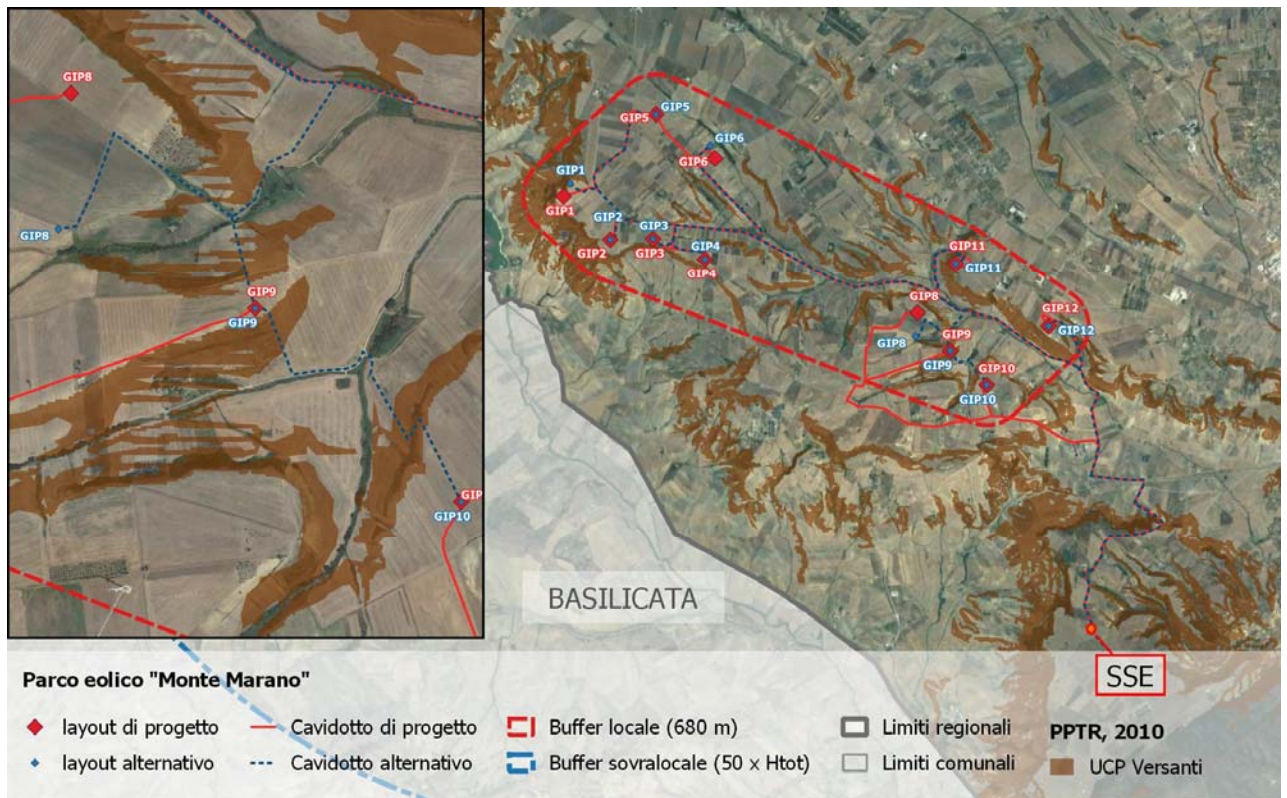 GIP8
GIP8
GIP9
GIP9
GIP
GIP10
GIP5
GIP5
GIP6
GIP6
GIP1
GIP1
GIP2
GIP2
GIP3
GIP3
GIP4
GIP4
GIP11
GIP11
GIP8
GIP8
GIP9
GIP9
GIP12
GIP12
GIP10
GIP10
BASILICATA
SSE
Parco eolico "Monte Marano"
layout di progetto
Cavidotto di progetto
Buffer locale (680 m)
Limiti regionali
PPTR, 2010
layout alternativo
Cavidotto alternativo
Buffer sovralocale (50 x Htot)
Limiti comunali
UCP Versanti